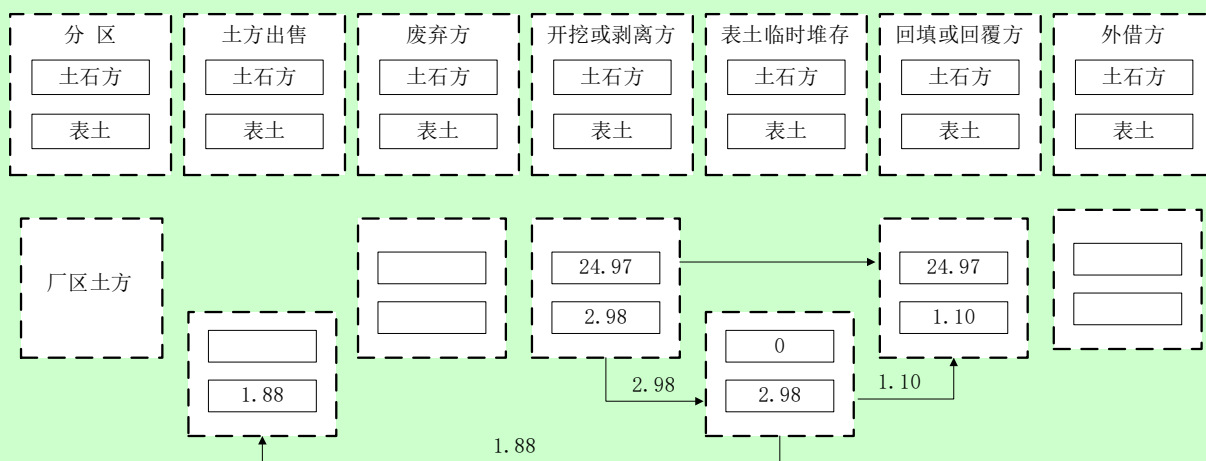 分 区
土石方
表土
土方出售
土石方
表土
废弃方
土石方
表土
开挖或剥离方
土石方
表土
表土临时堆存
土石方
表土
回填或回覆方
土石方
表土
外借方
土石方
表土
厂区土方
1.88
24.97
2.98
2.98
0
2.98
1.10
24.97
1.10
1.88